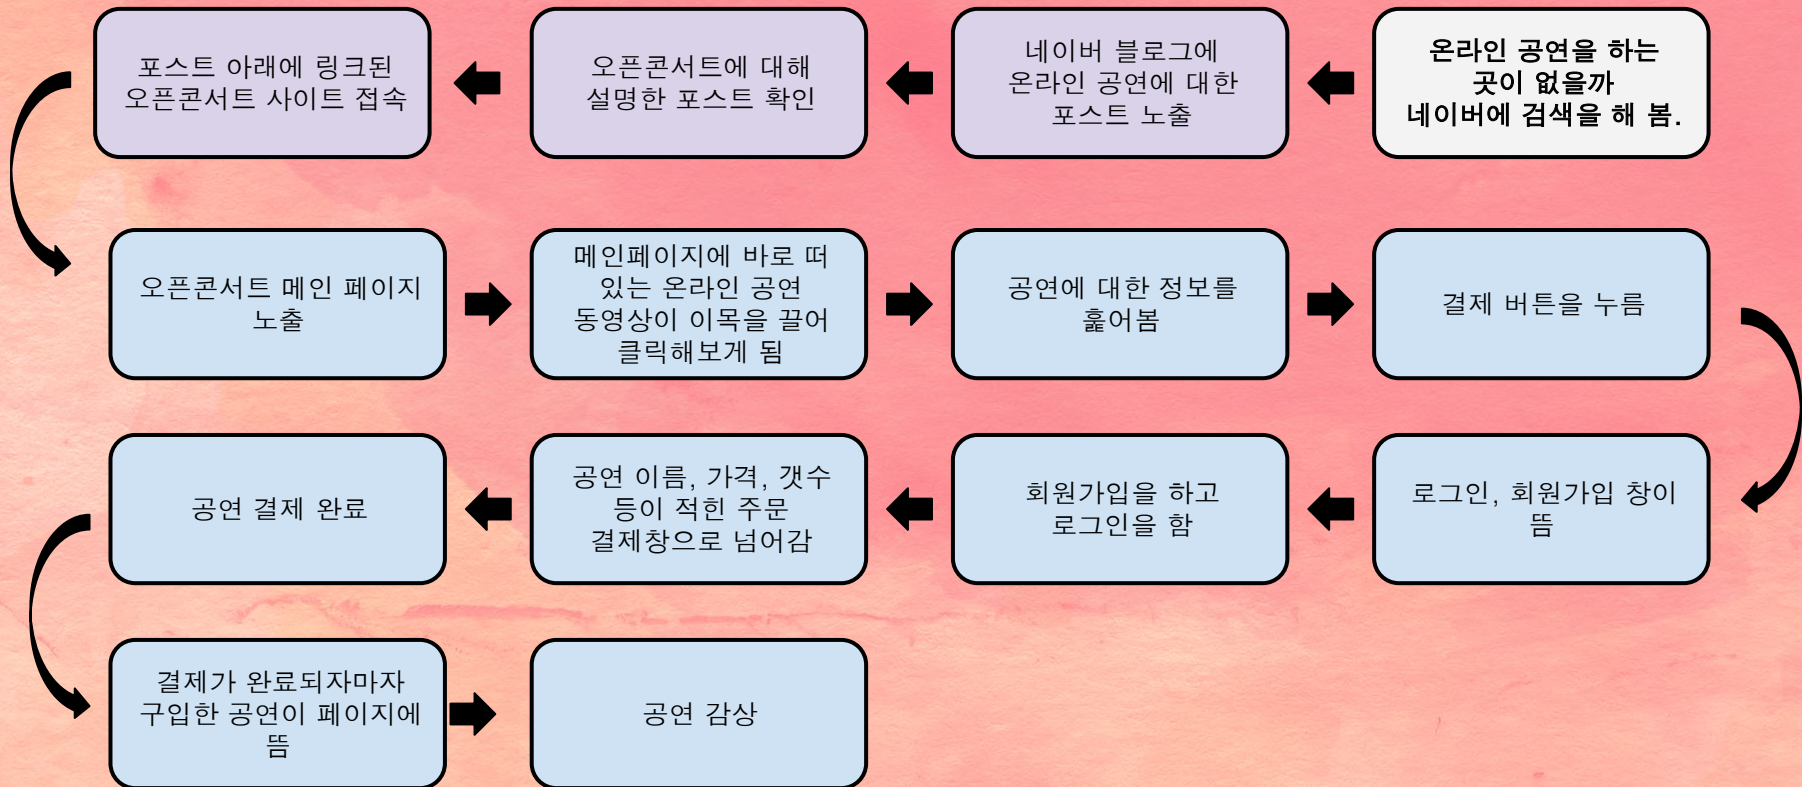 포스트 아래에 링크된
오픈콘서트 사이트 접속
오픈콘서트에 대해
설명한 포스트 확인
네이버 블로그에
온라인 공연에 대한
포스트 노출
온라인 공연을 하는
곳이 없을까
네이버에 검색을 해 봄.
오픈콘서트 메인 페이지
노출
메인페이지에 바로 떠
있는 온라인 공연
동영상이 이목을 끌어
클릭해보게 됨
공연에 대한 정보를
훑어봄
결제 버튼을 누름
공연 결제 완료
공연 이름, 가격, 갯수
등이 적힌 주문
결제창으로 넘어감
회원가입을 하고
로그인을 함
로그인, 회원가입 창이
뜸
결제가 완료되자마자
구입한 공연이 페이지에
뜸
공연 감상